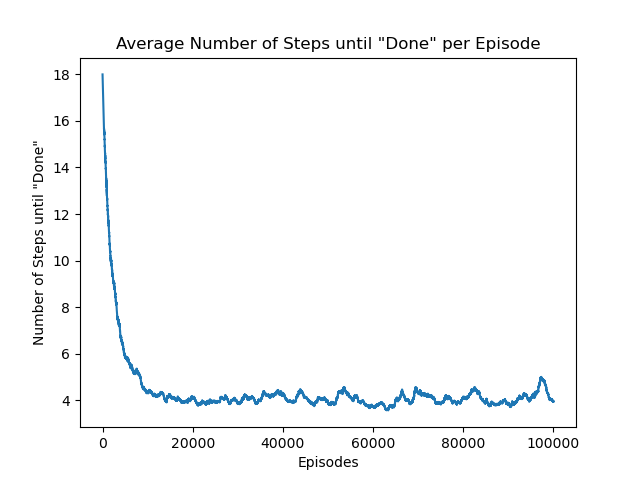 Average Number of Steps until "Done" per Episode
Number of Steps until "Done"
18
16
14
12
10
8
6
4
0 20000 40000 60000 80000 100000
Episodes